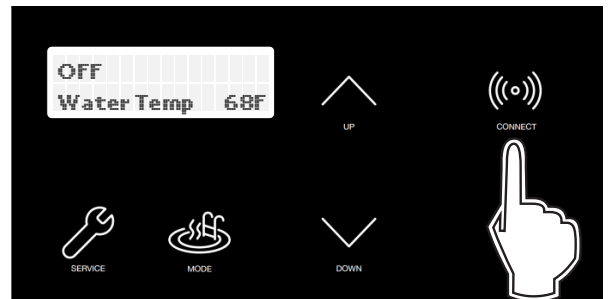 OFF
Water Temp 68F
UP
CONNECT
SERVICE
MODE
DOWN